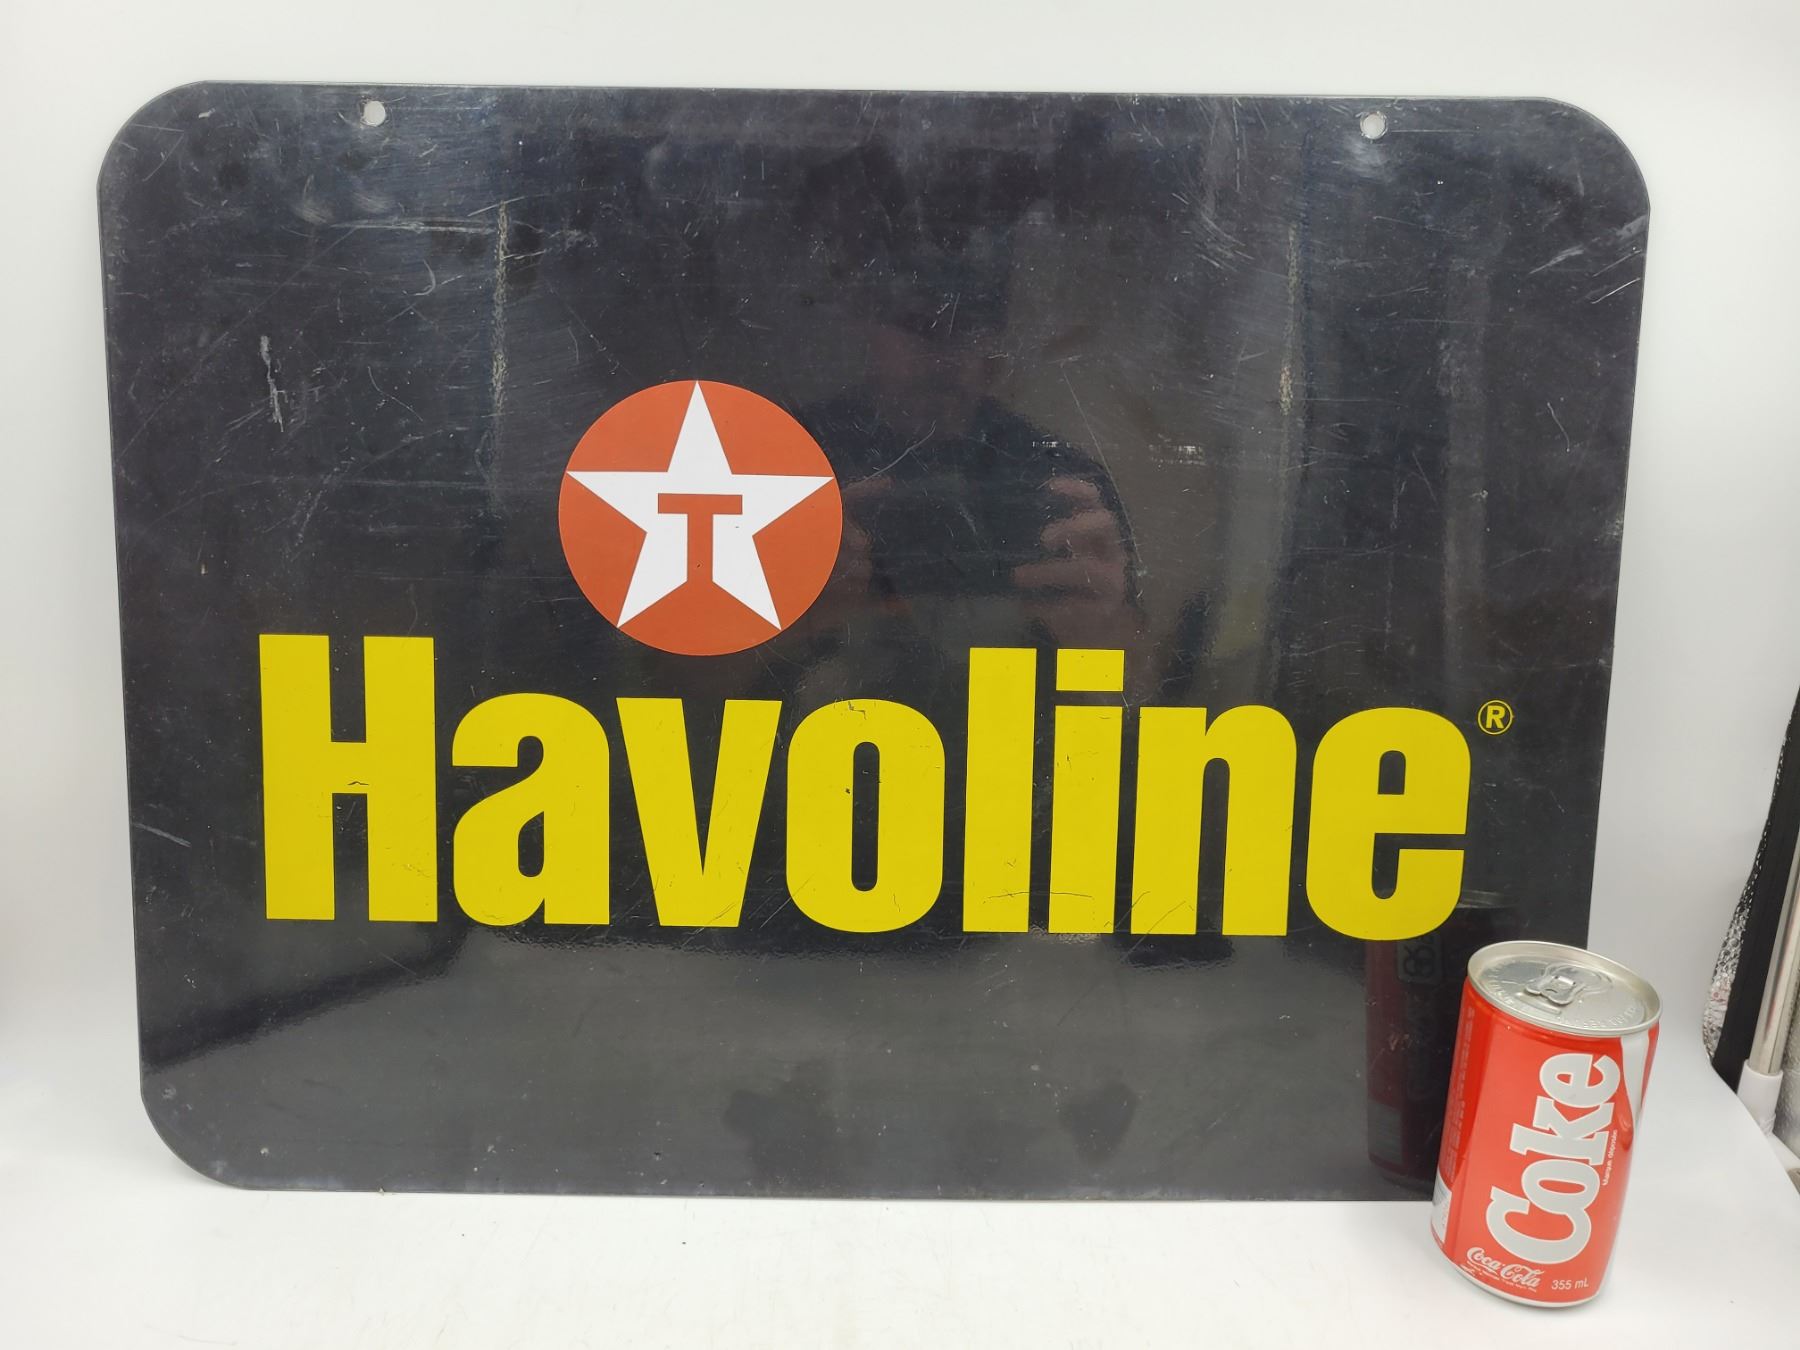 T
Havoline®
Coke
Coca-Cola 355 mL